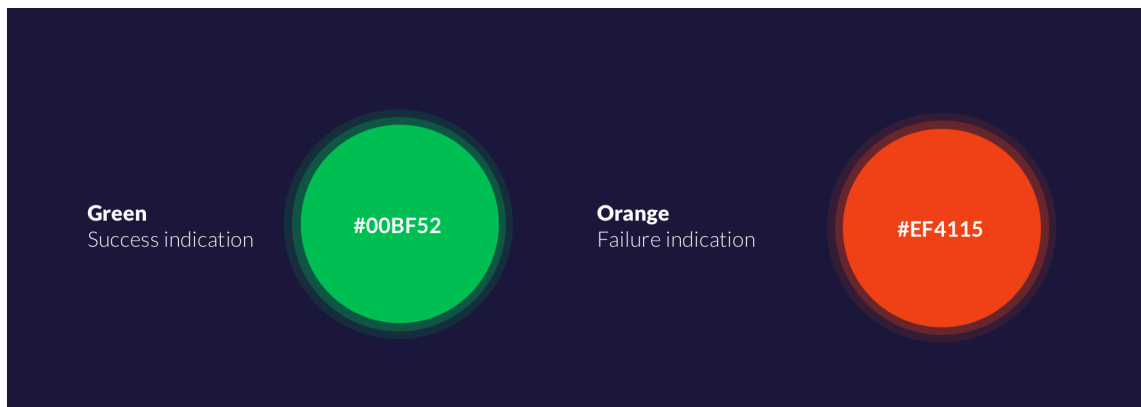 Green
Success indication
#00BF52
Orange
Failure indication
#EF4115